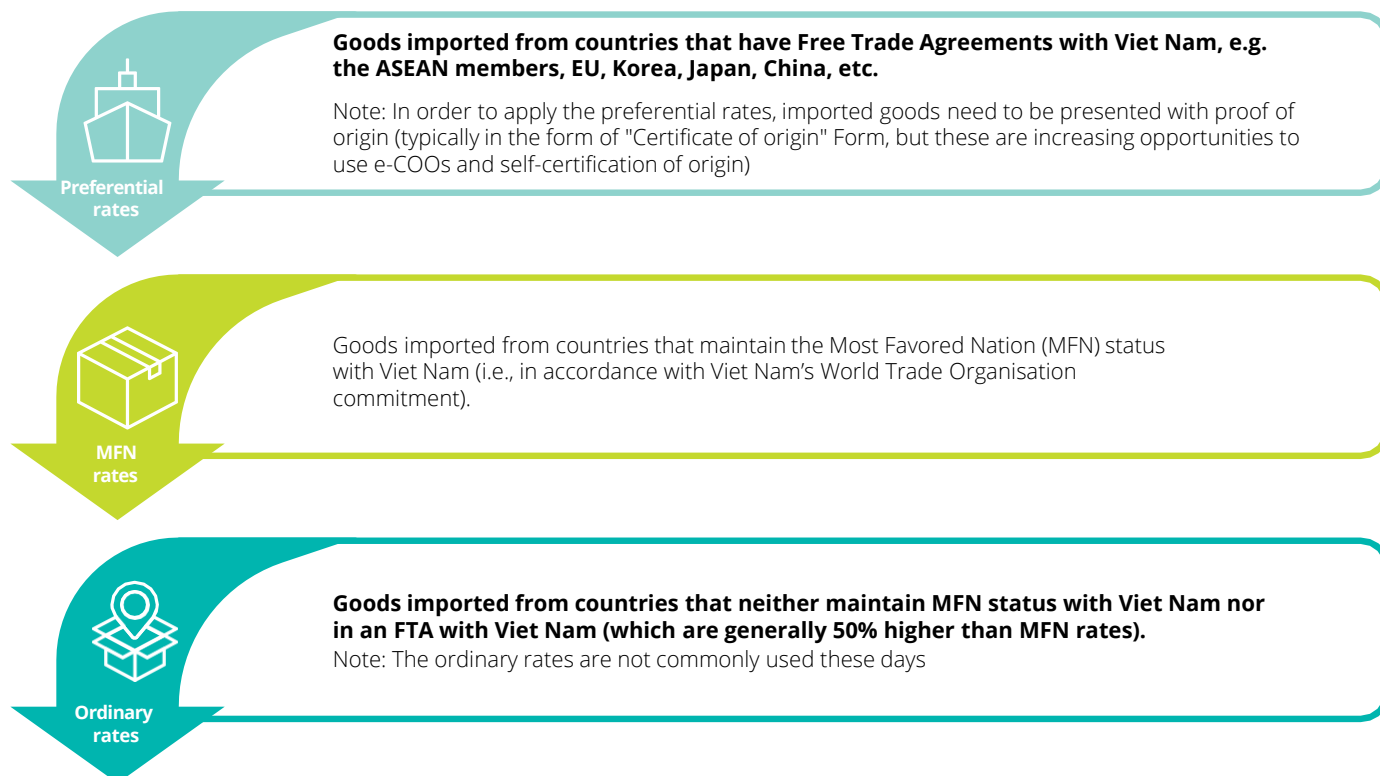 Goods imported from countries that have Free Trade Agreements with Viet Nam, e.g.
the ASEAN members, EU, Korea, Japan, China, etc.
Note: In order to apply the preferential rates, imported goods need to be presented with proof of
origin (typically in the form of "Certificate of origin" Form, but these are increasing opportunities to
use e-COOs and self-certification of origin)
Preferential
rates
Goods imported from countries that maintain the Most Favored Nation (MFN) status
with Viet Nam (i.e., in accordance with Viet Nam’s World Trade Organisation
commitment).
MFN
rates
Goods imported from countries that neither maintain MFN status with Viet Nam nor
in an FTA with Viet Nam (which are generally 50% higher than MFN rates).
Note: The ordinary rates are not commonly used these days
Ordinary
rates